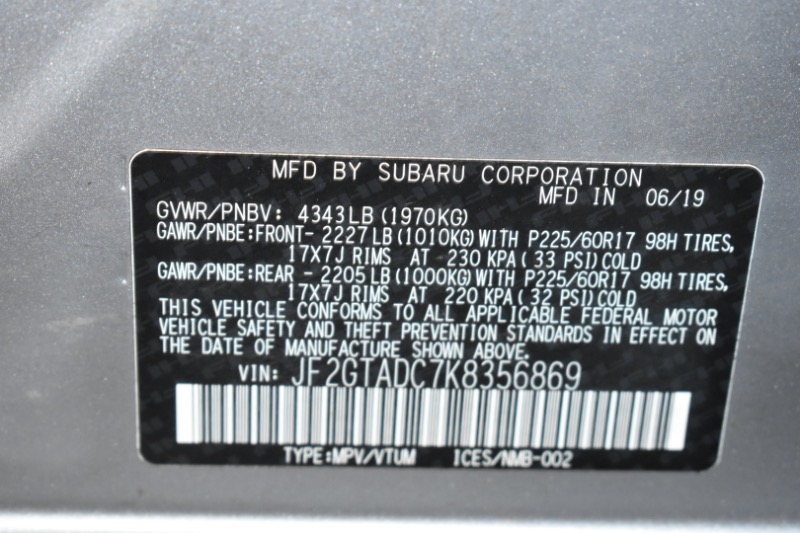 MFD BY SUBARU CORPORATION
MFD IN 06/19
GVWR/PNBV: 4343LB (1970KG)
GAWR/PNBE:FRONT- 2227LB (1010KG) WITH P225/60R17 98H TIRES,
17X7J RIMS AT 230 KPA ( 33 PSI) COLD
GAWR/PNBE:REAR - 2205LB (1000KG) WITH P225/60R17 98H TIRES,
17X7J RIMS AT 220 KPA ( 32 PSI) COLD
THIS VEHICLE CONFORMS TO ALL APPLICABLE FEDERAL MOTOR
VEHICLE SAFETY AND THEFT PREVENTION STANDARDS IN EFFECT ON
THE DATE OF MANUFACTURE SHOWN ABOVE.
VIN: JF2GTADC7K8356869
TYPE:MPV/VTUM ICES/NMB-002